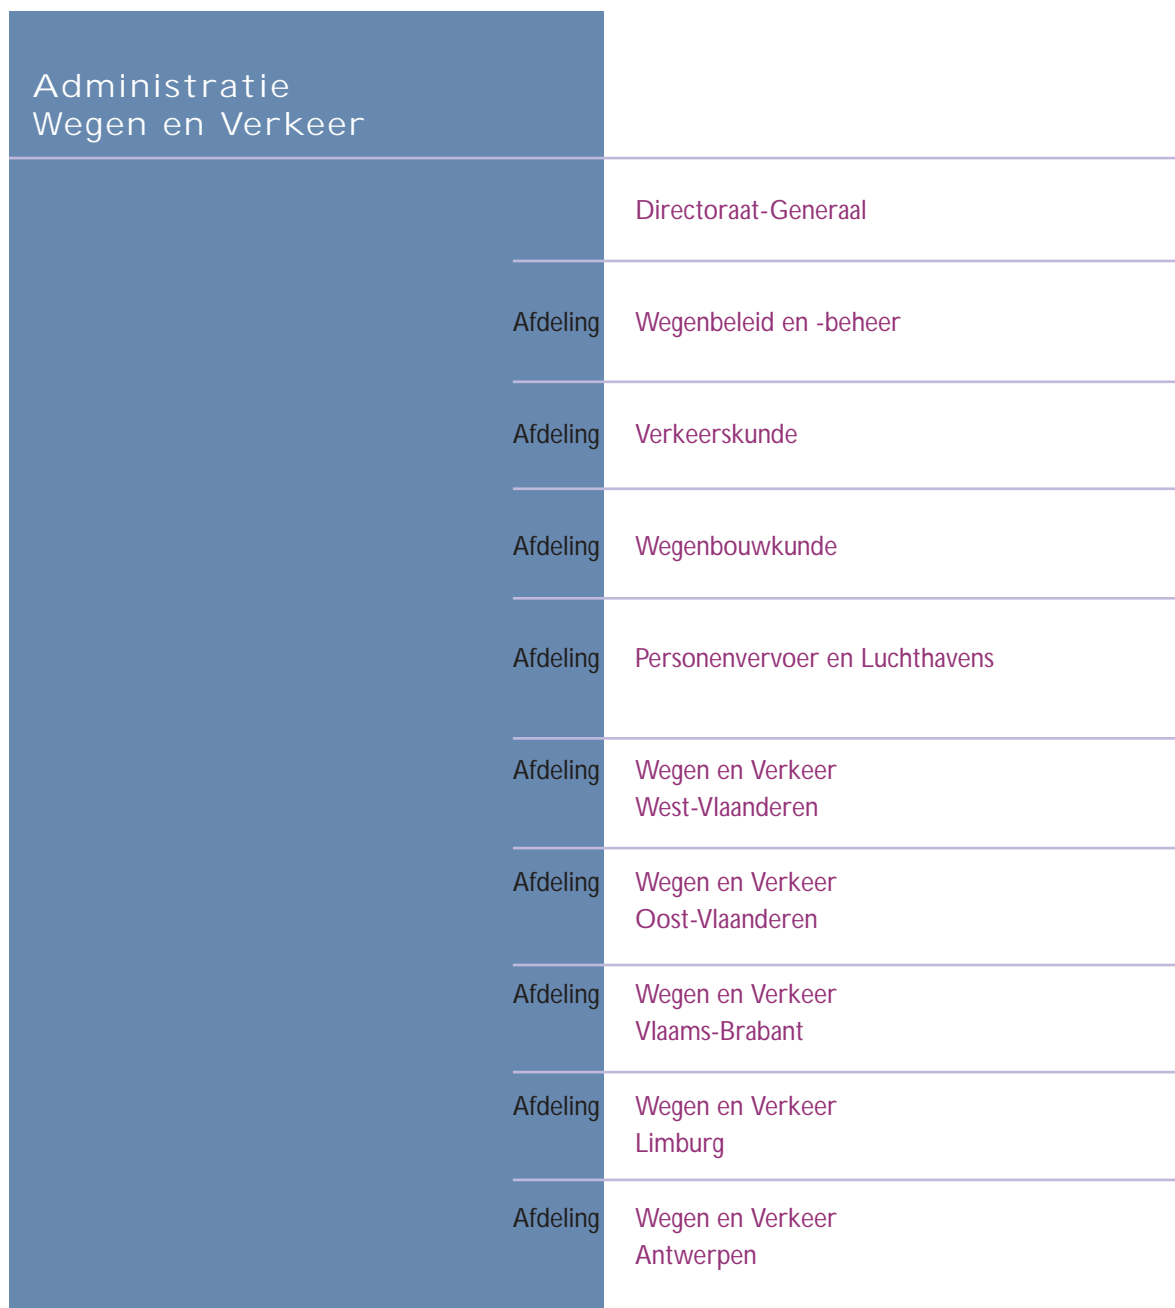 Administratie
Wegen en Verkeer
Directoraat-Generaal
Afdeling Wegenbeleid en -beheer
Afdeling Verkeerskunde
Afdeling Wegenbouwkunde
Afdeling Personenvervoer en Luchthavens
Afdeling Wegen en Verkeer
West-Vlaanderen
Afdeling Wegen en Verkeer
Oost-Vlaanderen
Afdeling Wegen en Verkeer
Vlaams-Brabant
Afdeling Wegen en Verkeer
Limburg
Afdeling Wegen en Verkeer
Antwerpen